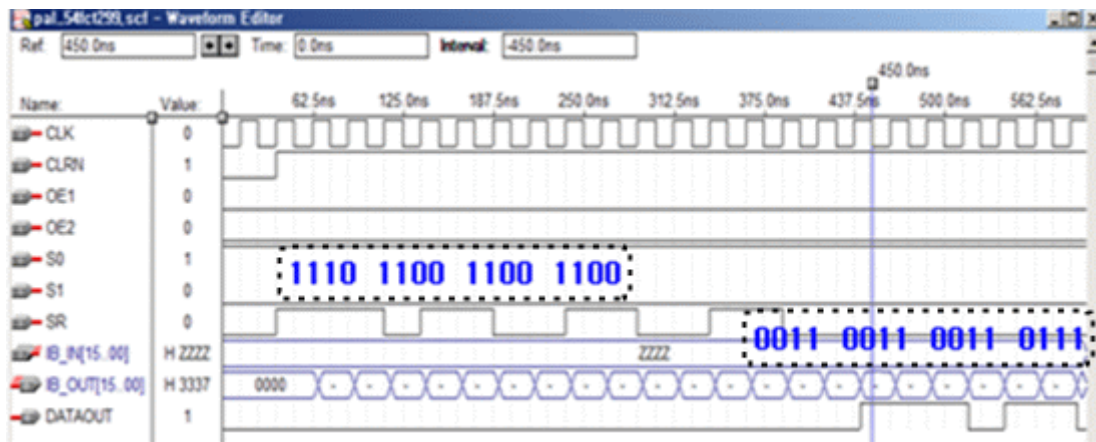 pal..54fct299.scf - Waveform Editor
Ref: 450.0ns Time: 0.0ns Interval: -450.0ns
450.0ns
Name: Value: 62.5ns 125.0ns 187.5ns 250.0ns 312.5ns 375.0ns 437.5ns 500.0ns 562.5ns
CLK 0
CLRN 1
OE1 0
OE2 0
S0 1
1110 1100 1100 1100
S1 0
SR 0
0011 0011 0011 0111
IB_IN[15..00] H ZZZZ ZZZZ
IB_OUT[15..00] H 3337 0000
DATAOUT 1